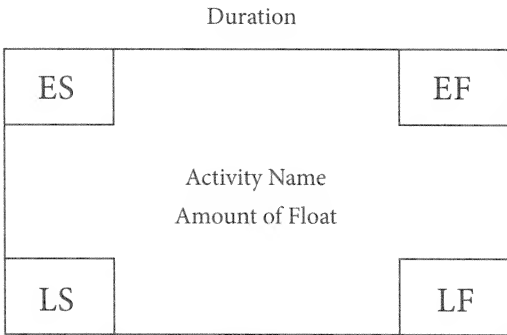 Duration
ES
EF
Activity Name
Amount of Float
LS
LF